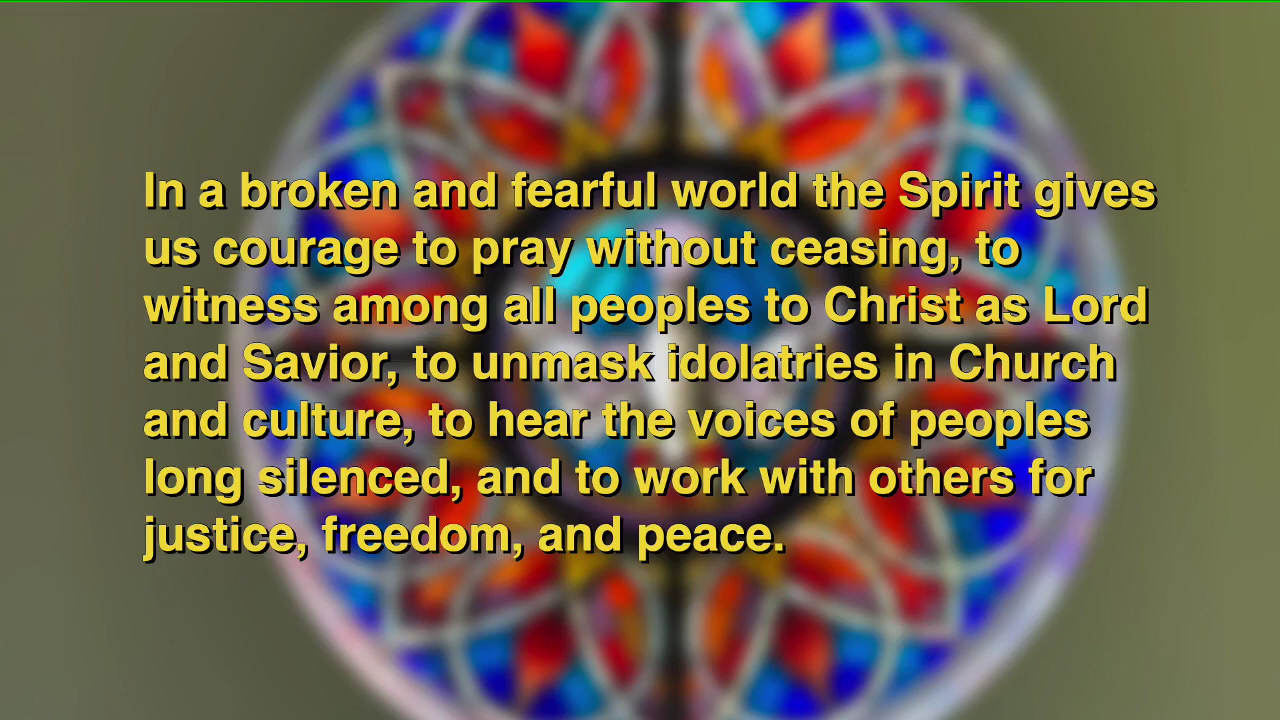 In a broken and fearful world the Spirit gives
us courage to pray without ceasing, to
witness among all peoples to Christ as Lord
and Savior, to unmask idolatries in Church
and culture, to hear the voices of peoples
long silenced, and to work with others for
justice, freedom, and peace.